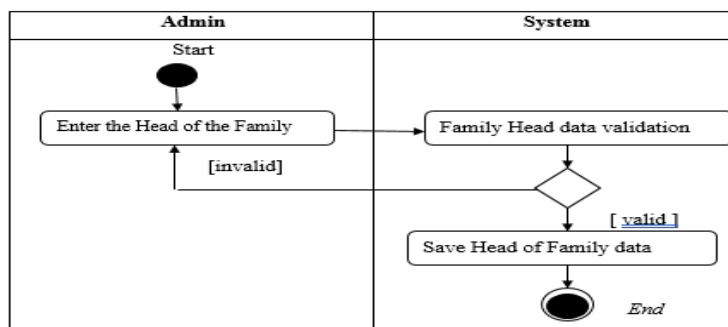 Admin
System
Start
Enter the Head of the Family
Family Head data validation
[invalid]
[ valid ]
Save Head of Family data
End